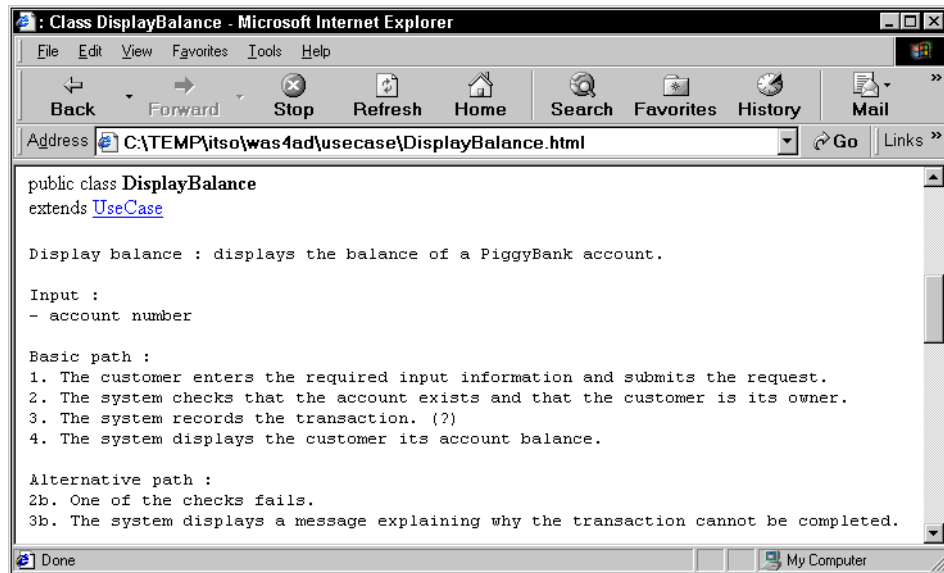 : Class DisplayBalance - Microsoft Internet Explorer
File Edit View Favorites Tools Help
Back Forward Stop Refresh Home Search Favorites History Mail »
Address C:\TEMP\itso\was4ad\usecase\DisplayBalance.html Go Links »
public class DisplayBalance
extends UseCase
Display balance : displays the balance of a PiggyBank account.
Input :
- account number
Basic path :
1. The customer enters the required input information and submits the request.
2. The system checks that the account exists and that the customer is its owner.
3. The system records the transaction. (?)
4. The system displays the customer its account balance.
Alternative path :
2b. One of the checks fails.
3b. The system displays a message explaining why the transaction cannot be completed.
Done My Computer